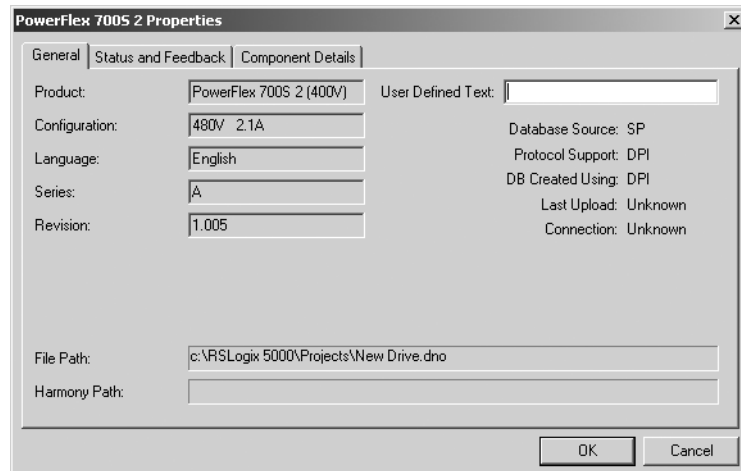 PowerFlex 700S 2 Properties
General
Status and Feedback
Component Details
Product:
PowerFlex 700S 2 (400V)
User Defined Text:
Configuration:
480V 2.1A
Database Source: SP
Language:
English
Protocol Support: DPI
DB Created Using: DPI
Series:
A
Last Upload: Unknown
Revision:
1.005
Connection: Unknown
File Path:
c:\RSLogix 5000\Projects\New Drive.dno
Harmony Path:
OK
Cancel